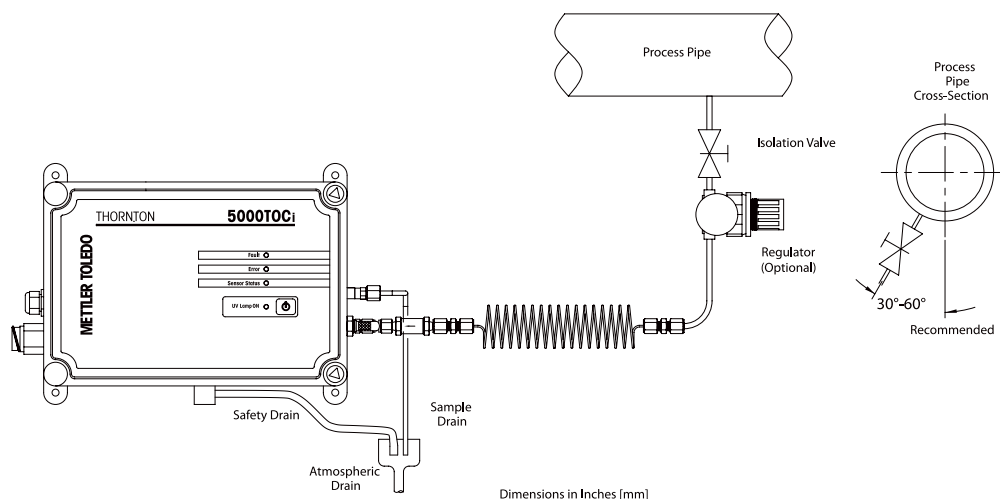 Process Pipe
Process
Pipe
Cross-Section
Isolation Valve
Regulator
(Optional)
30°-60°
Recommended
METTLER TOLEDO
THORNTON
5000TOCi
Fault
Error
Sensor Status
UV Lamp ON
Safety Drain
Sample
Drain
Atmospheric
Drain
Dimensions in Inches [mm]